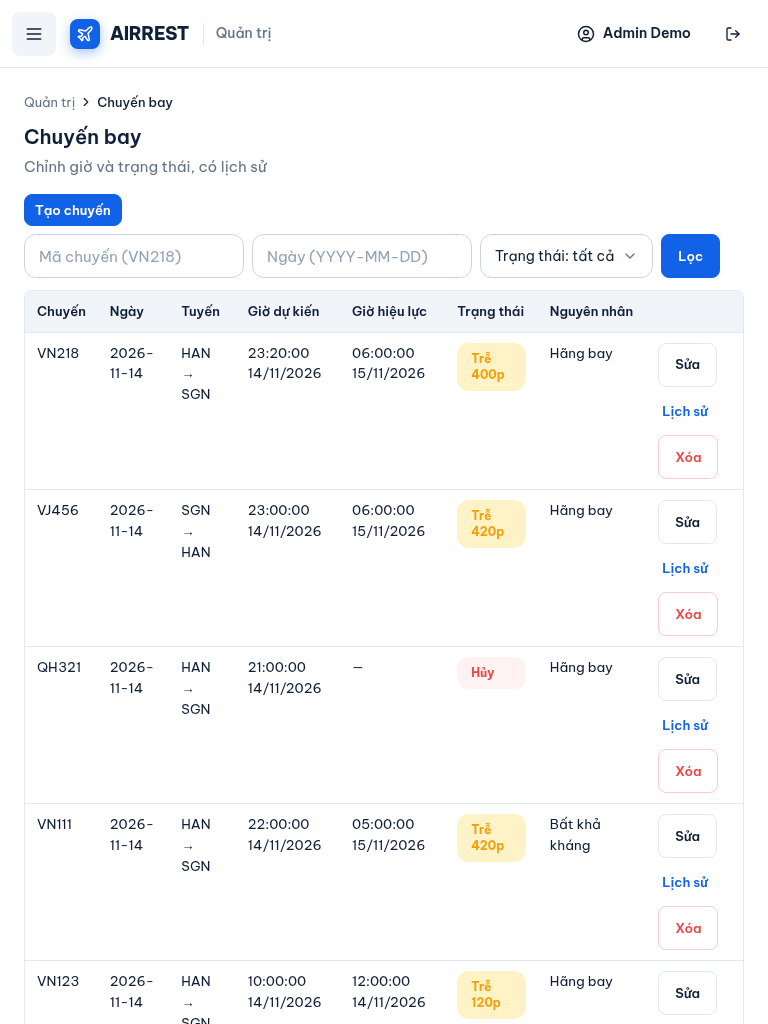 AIRREST
Quản trị
Admin Demo
Quản trị > Chuyến bay
Chuyến bay
Chỉnh giờ và trạng thái, có lịch sử
Tạo chuyến
Mã chuyến (VN218)
Ngày (YYYY-MM-DD)
Trạng thái: tất cả
Lọc
Chuyến Ngày Tuyến Giờ dự kiến Giờ hiệu lực Trạng thái Nguyên nhân
VN218 2026-11-14 HAN → SGN 23:20:00 14/11/2026 06:00:00 15/11/2026 Trễ 400p Hãng bay
Sửa
Lịch sử
Xóa
VJ456 2026-11-14 SGN → HAN 23:00:00 14/11/2026 06:00:00 15/11/2026 Trễ 420p Hãng bay
Sửa
Lịch sử
Xóa
QH321 2026-11-14 HAN → SGN 21:00:00 14/11/2026 — Hủy Hãng bay
Sửa
Lịch sử
Xóa
VN111 2026-11-14 HAN → SGN 22:00:00 14/11/2026 05:00:00 15/11/2026 Trễ 420p Bất khả kháng
Sửa
Lịch sử
Xóa
VN123 2026-11-14 HAN → SGN 10:00:00 14/11/2026 12:00:00 14/11/2026 Trễ 120p Hãng bay
Sửa